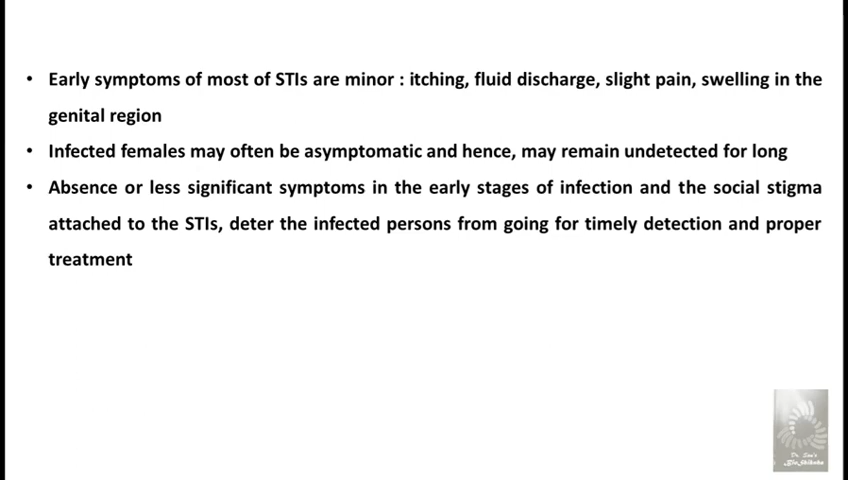 • Early symptoms of most of STIs are minor : itching, fluid discharge, slight pain, swelling in the
genital region
• Infected females may often be asymptomatic and hence, may remain undetected for long
• Absence or less significant symptoms in the early stages of infection and the social stigma
attached to the STIs, deter the infected persons from going for timely detection and proper
treatment
Dr. Sen's